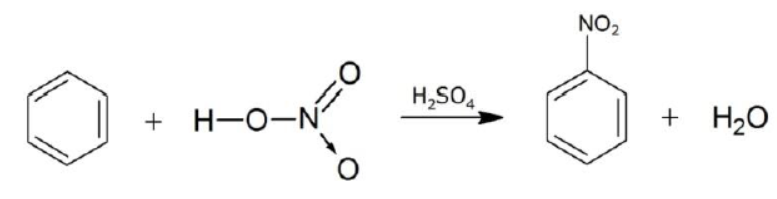 NO₂
+ H—O—N O O H₂SO₄ + H₂O